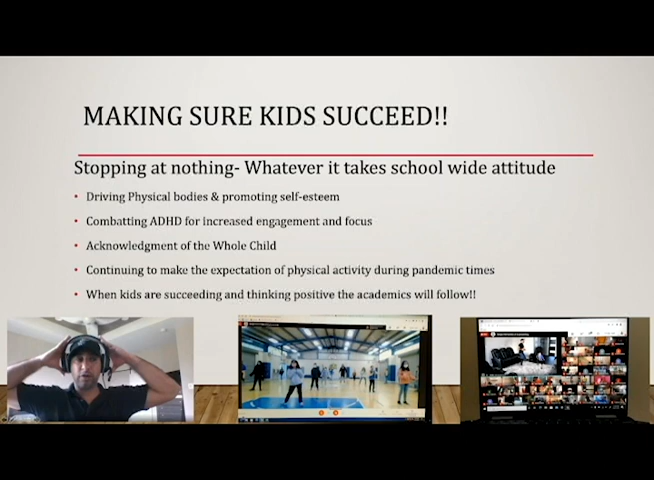 MAKING SURE KIDS SUCCEED!!
Stopping at nothing- Whatever it takes school wide attitude
• Driving Physical bodies & promoting self-esteem
• Combatting ADHD for increased engagement and focus
• Acknowledgment of the Whole Child
• Continuing to make the expectation of physical activity during pandemic times
• When kids are succeeding and thinking positive the academics will follow!!